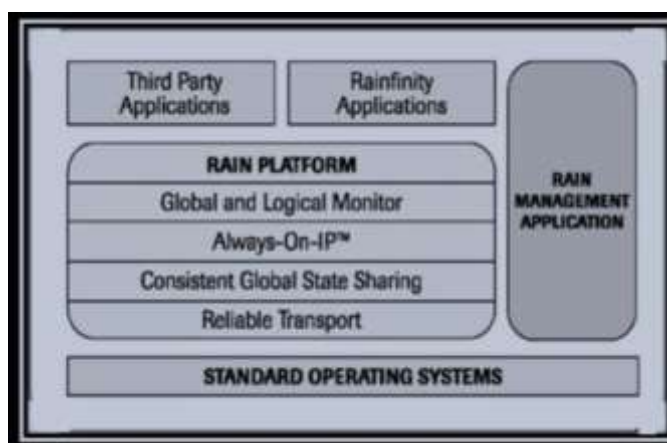 Third Party
Applications
Rainfinity
Applications
RAIN PLATFORM
Global and Logical Monitor
Always-On-IP™
Consistent Global State Sharing
Reliable Transport
RAIN
MANAGEMENT
APPLICATION
STANDARD OPERATING SYSTEMS